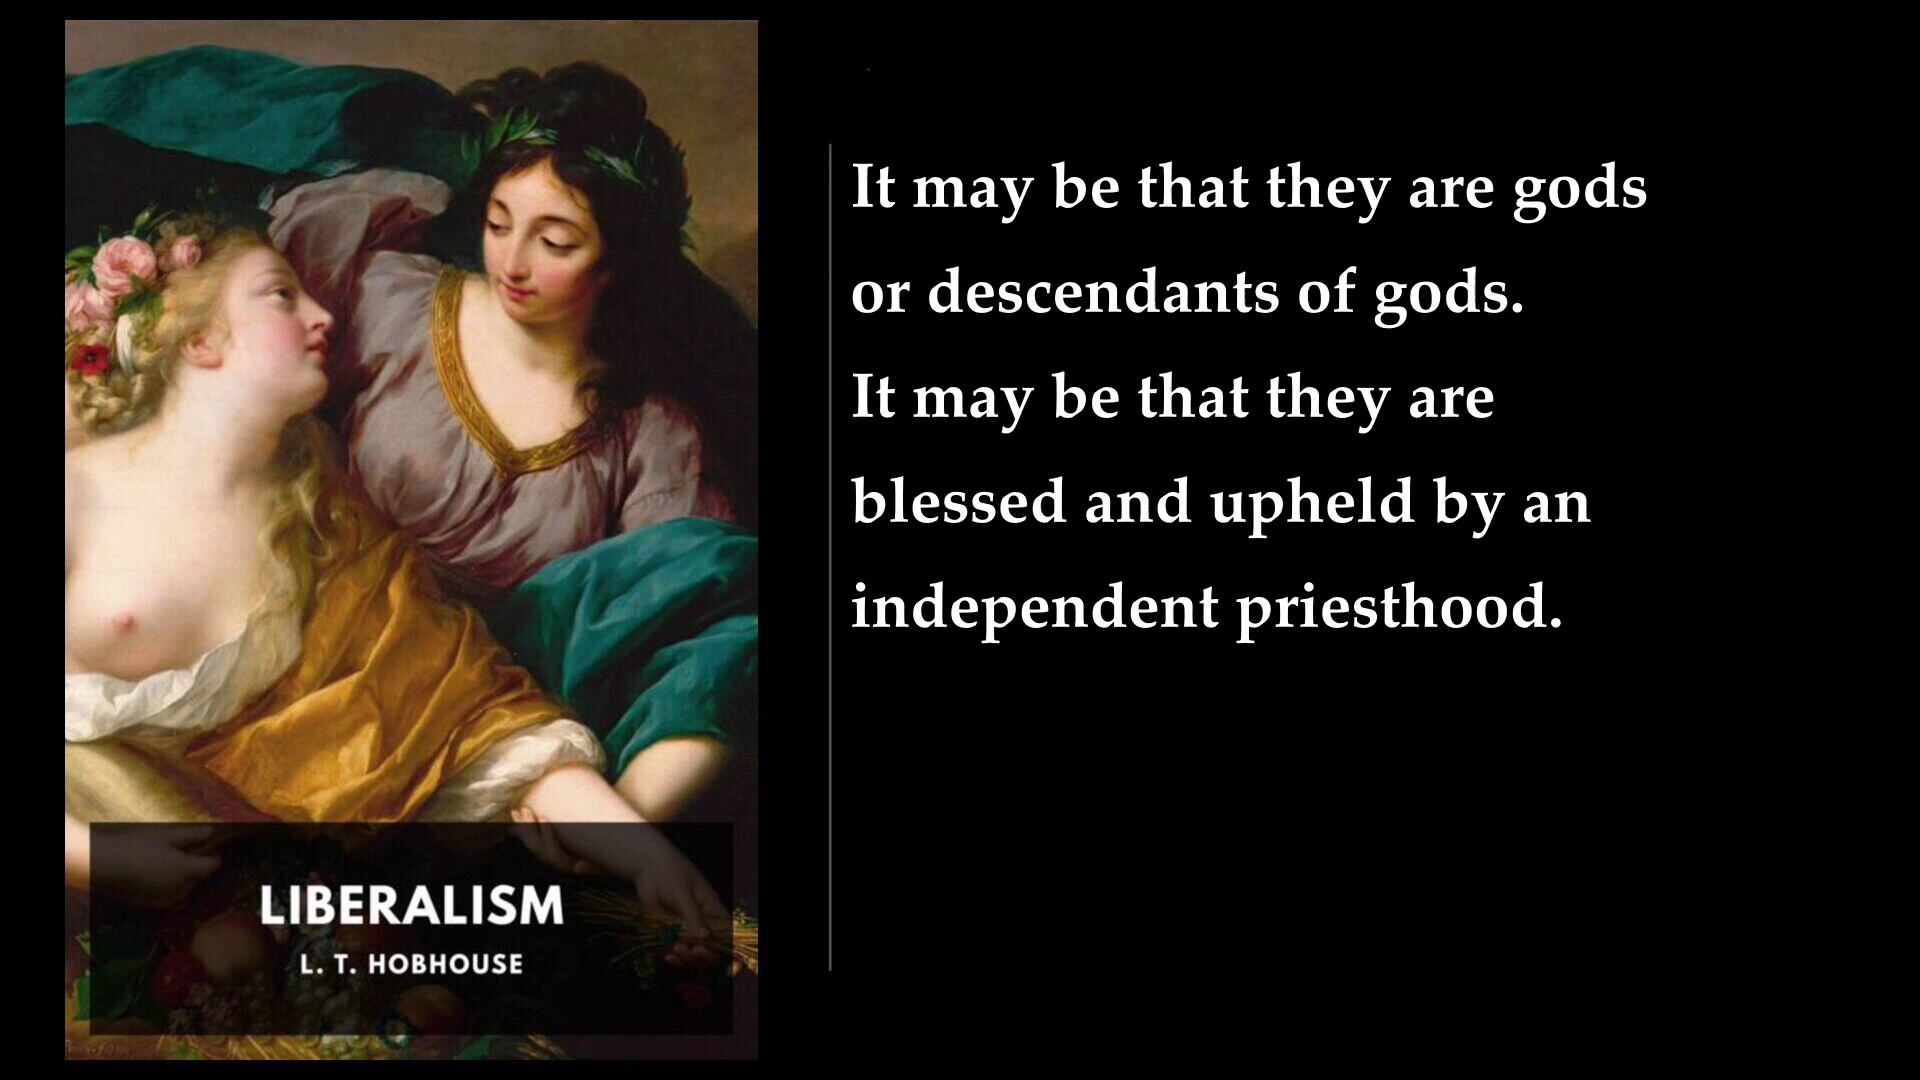 It may be that they are gods
or descendants of gods.
It may be that they are
blessed and upheld by an
independent priesthood.
LIBERALISM
L. T. HOBHOUSE